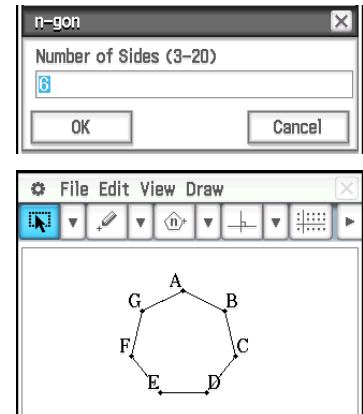 n-gon
Number of Sides (3-20)
6
OK Cancel
File Edit View Draw
A
G B
F C
E D